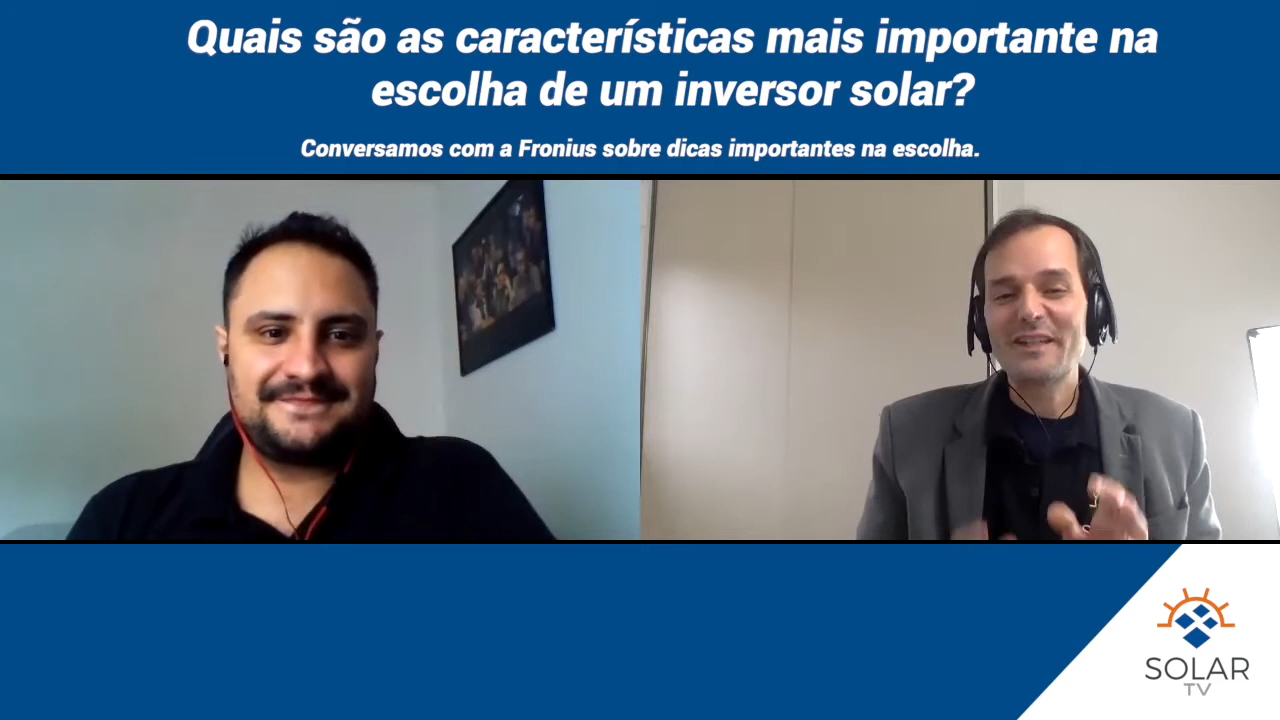 Quais são as características mais importante na
escolha de um inversor solar?
Conversamos com a Fronius sobre dicas importantes na escolha.
SOLAR
TV